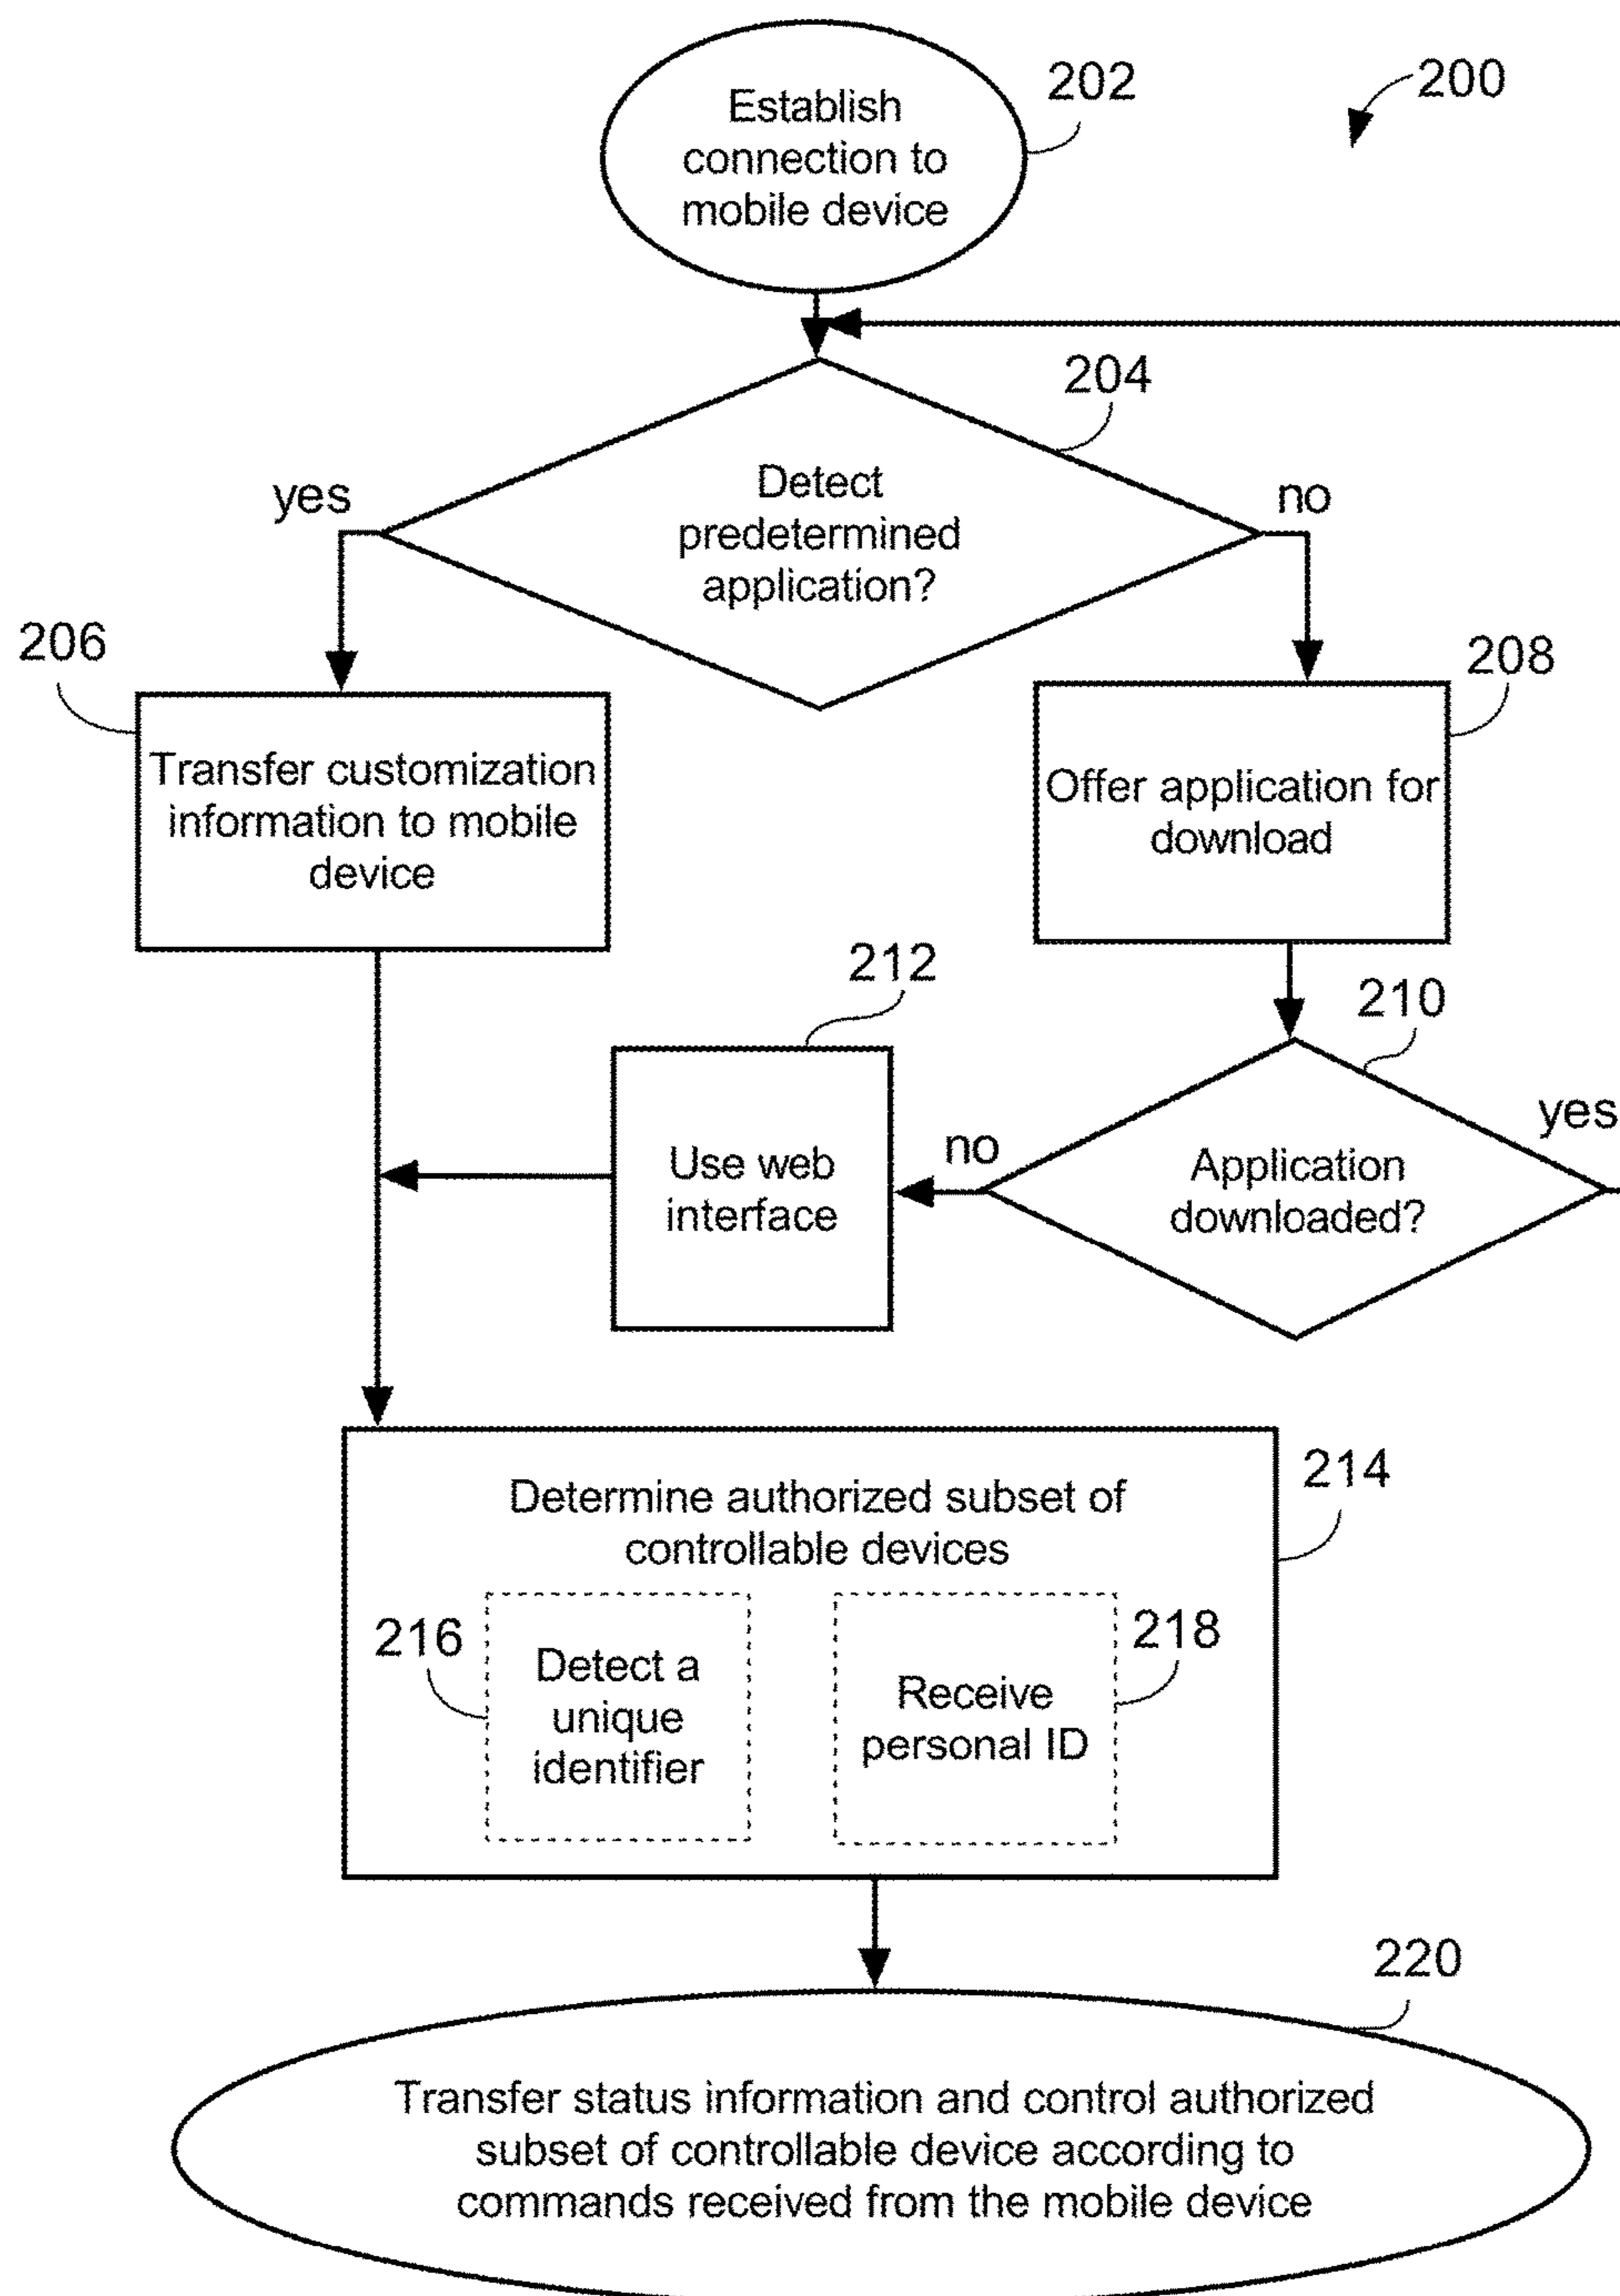 Establish
connection to
mobile device
202
200
204
Detect
predetermined
application?
yes
no
206
208
Transfer customization
information to mobile
device
Offer application for
download
212
210
Use web
interface
no
Application
downloaded?
yes
214
Determine authorized subset of
controllable devices
216
Detect a
unique
identifier
218
Receive
personal ID
220
Transfer status information and control authorized
subset of controllable device according to
commands received from the mobile device